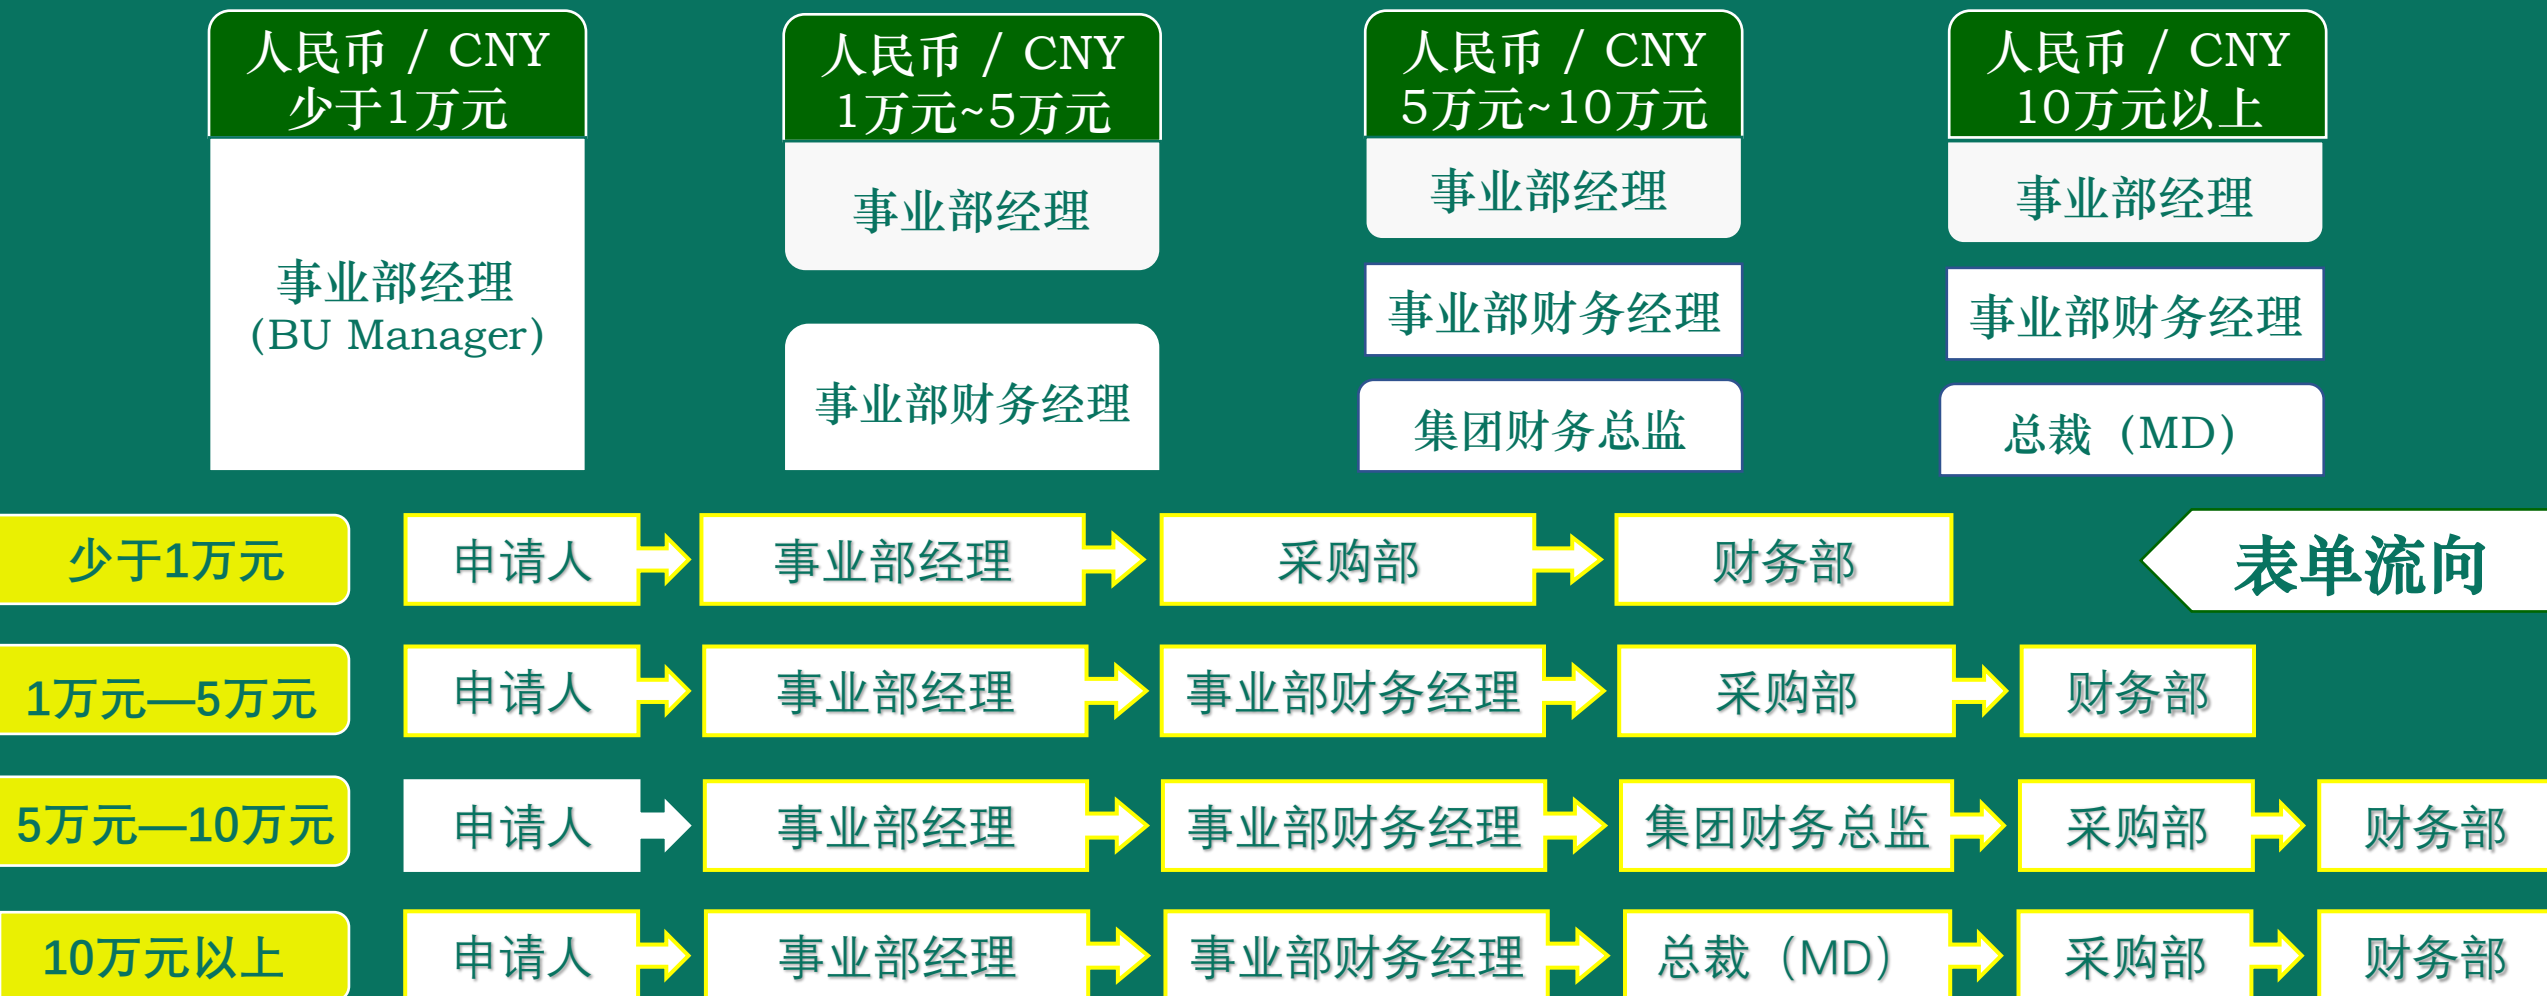 人民币 / CNY
少于1万元
事业部经理
(BU Manager)
人民币 / CNY
1万元~5万元
事业部经理
事业部财务经理
人民币 / CNY
5万元~10万元
事业部经理
事业部财务经理
集团财务总监
人民币 / CNY
10万元以上
事业部经理
事业部财务经理
总裁（MD）
表单流向
少于1万元
申请人
事业部经理
采购部
财务部
1万元—5万元
申请人
事业部经理
事业部财务经理
采购部
财务部
5万元—10万元
申请人
事业部经理
事业部财务经理
集团财务总监
采购部
财务部
10万元以上
申请人
事业部经理
事业部财务经理
总裁（MD）
采购部
财务部